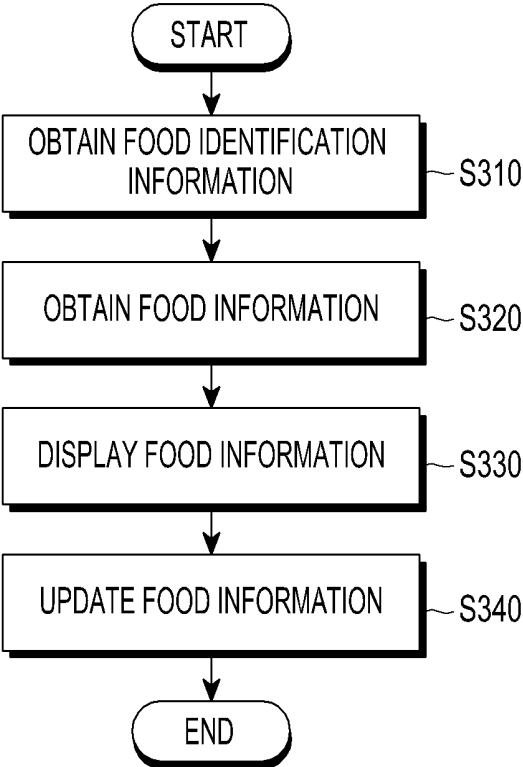 START
OBTAIN FOOD IDENTIFICATION
INFORMATION
S310
OBTAIN FOOD INFORMATION
S320
DISPLAY FOOD INFORMATION
S330
UPDATE FOOD INFORMATION
S340
END